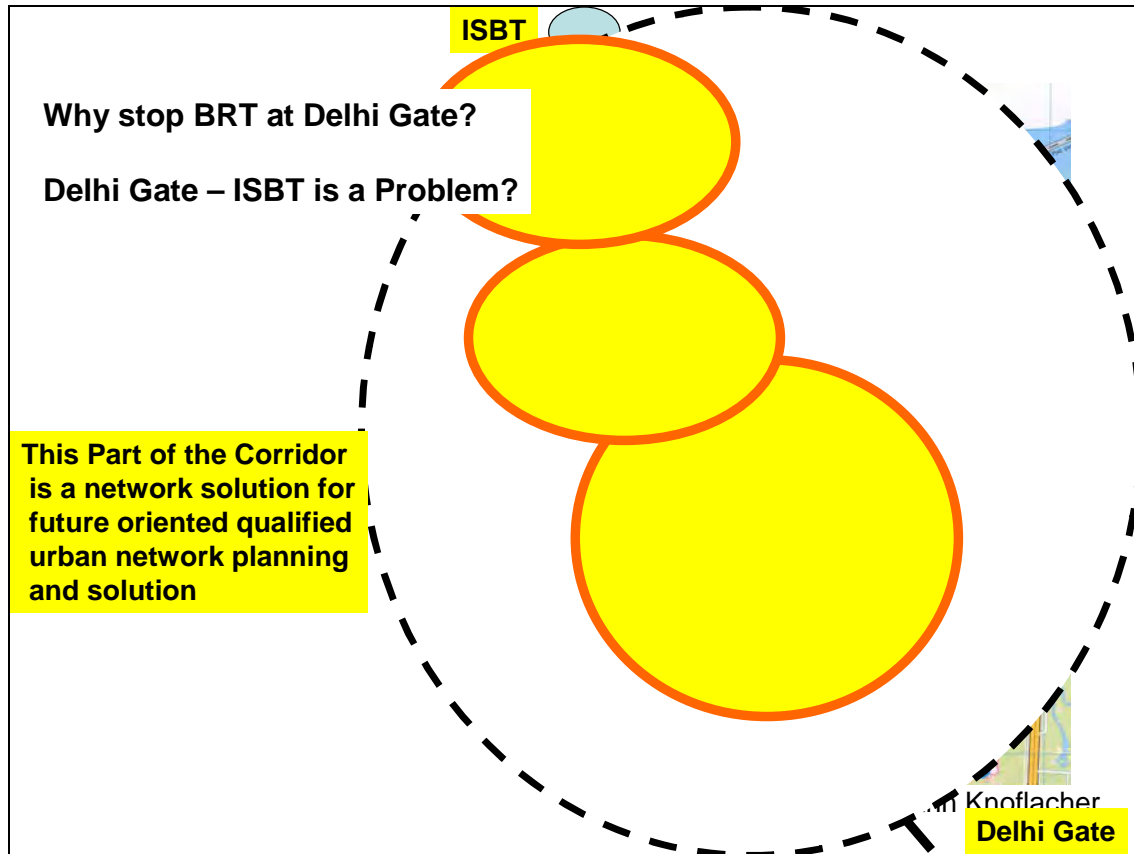 ISBT
Why stop BRT at Delhi Gate?
Delhi Gate – ISBT is a Problem?
This Part of the Corridor
is a network solution for
future oriented qualified
urban network planning
and solution
Knoflacher
Delhi Gate